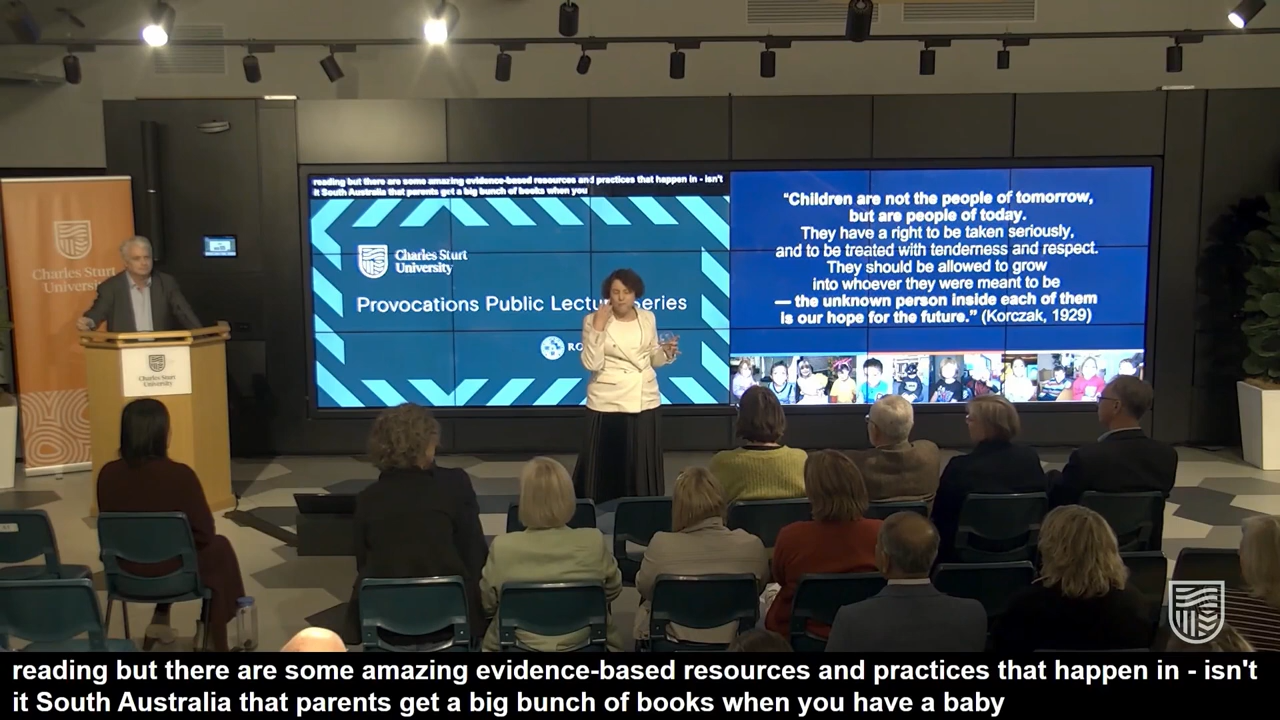 reading but there are some amazing evidence-based resources and practices that happen in - isn't
it South Australia that parents get a big bunch of books when you
Charles Sturt
University
Provocations Public Lecture Series
“Children are not the people of tomorrow,
but are people of today.
They have a right to be taken seriously,
and to be treated with tenderness and respect.
They should be allowed to grow
into whoever they were meant to be
— the unknown person inside each of them
is our hope for the future.” (Korczak, 1929)
Charles Sturt
University
Charles Sturt
University
reading but there are some amazing evidence-based resources and practices that happen in - isn't
it South Australia that parents get a big bunch of books when you have a baby